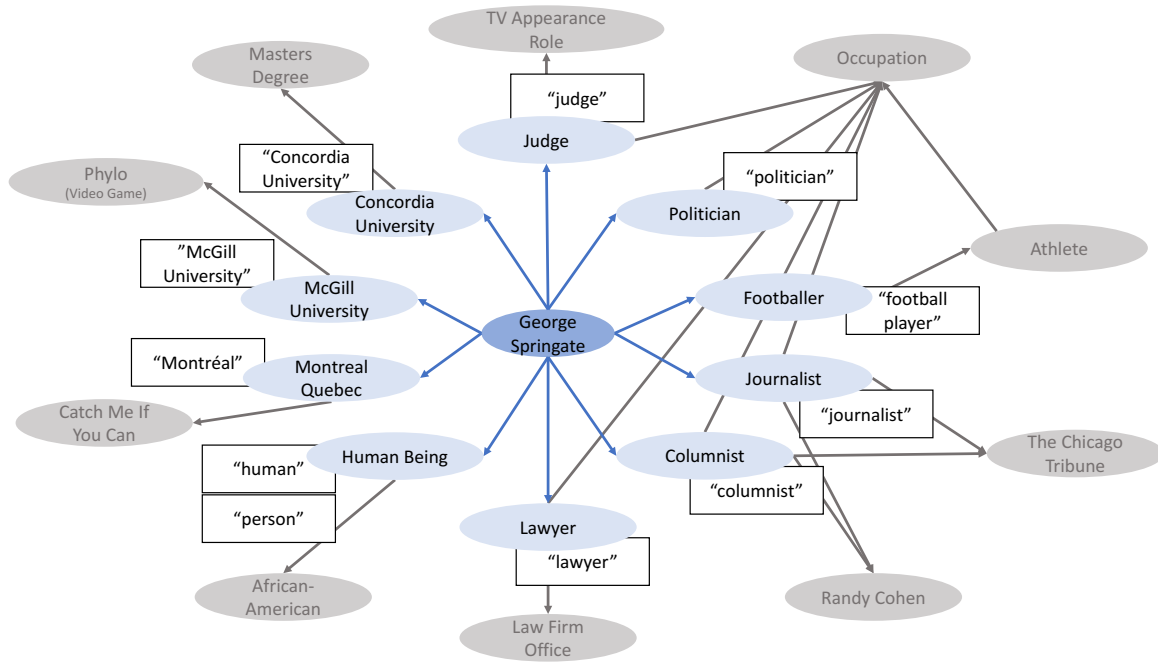 TV Appearance
Role
Masters
Degree
Occupation
“judge”
Judge
“Concordia
University”
Concordia
University
“politician”
Politician
Phylo
(Video Game)
”McGill
University”
McGill
University
Athlete
Footballer
“football
player”
George
Springate
“Montréal”
Montreal
Quebec
Journalist
“journalist”
Catch Me If
You Can
“human”
Human Being
“person”
Columnist
“columnist”
The Chicago
Tribune
Lawyer
“lawyer”
African-
American
Law Firm
Office
Randy Cohen